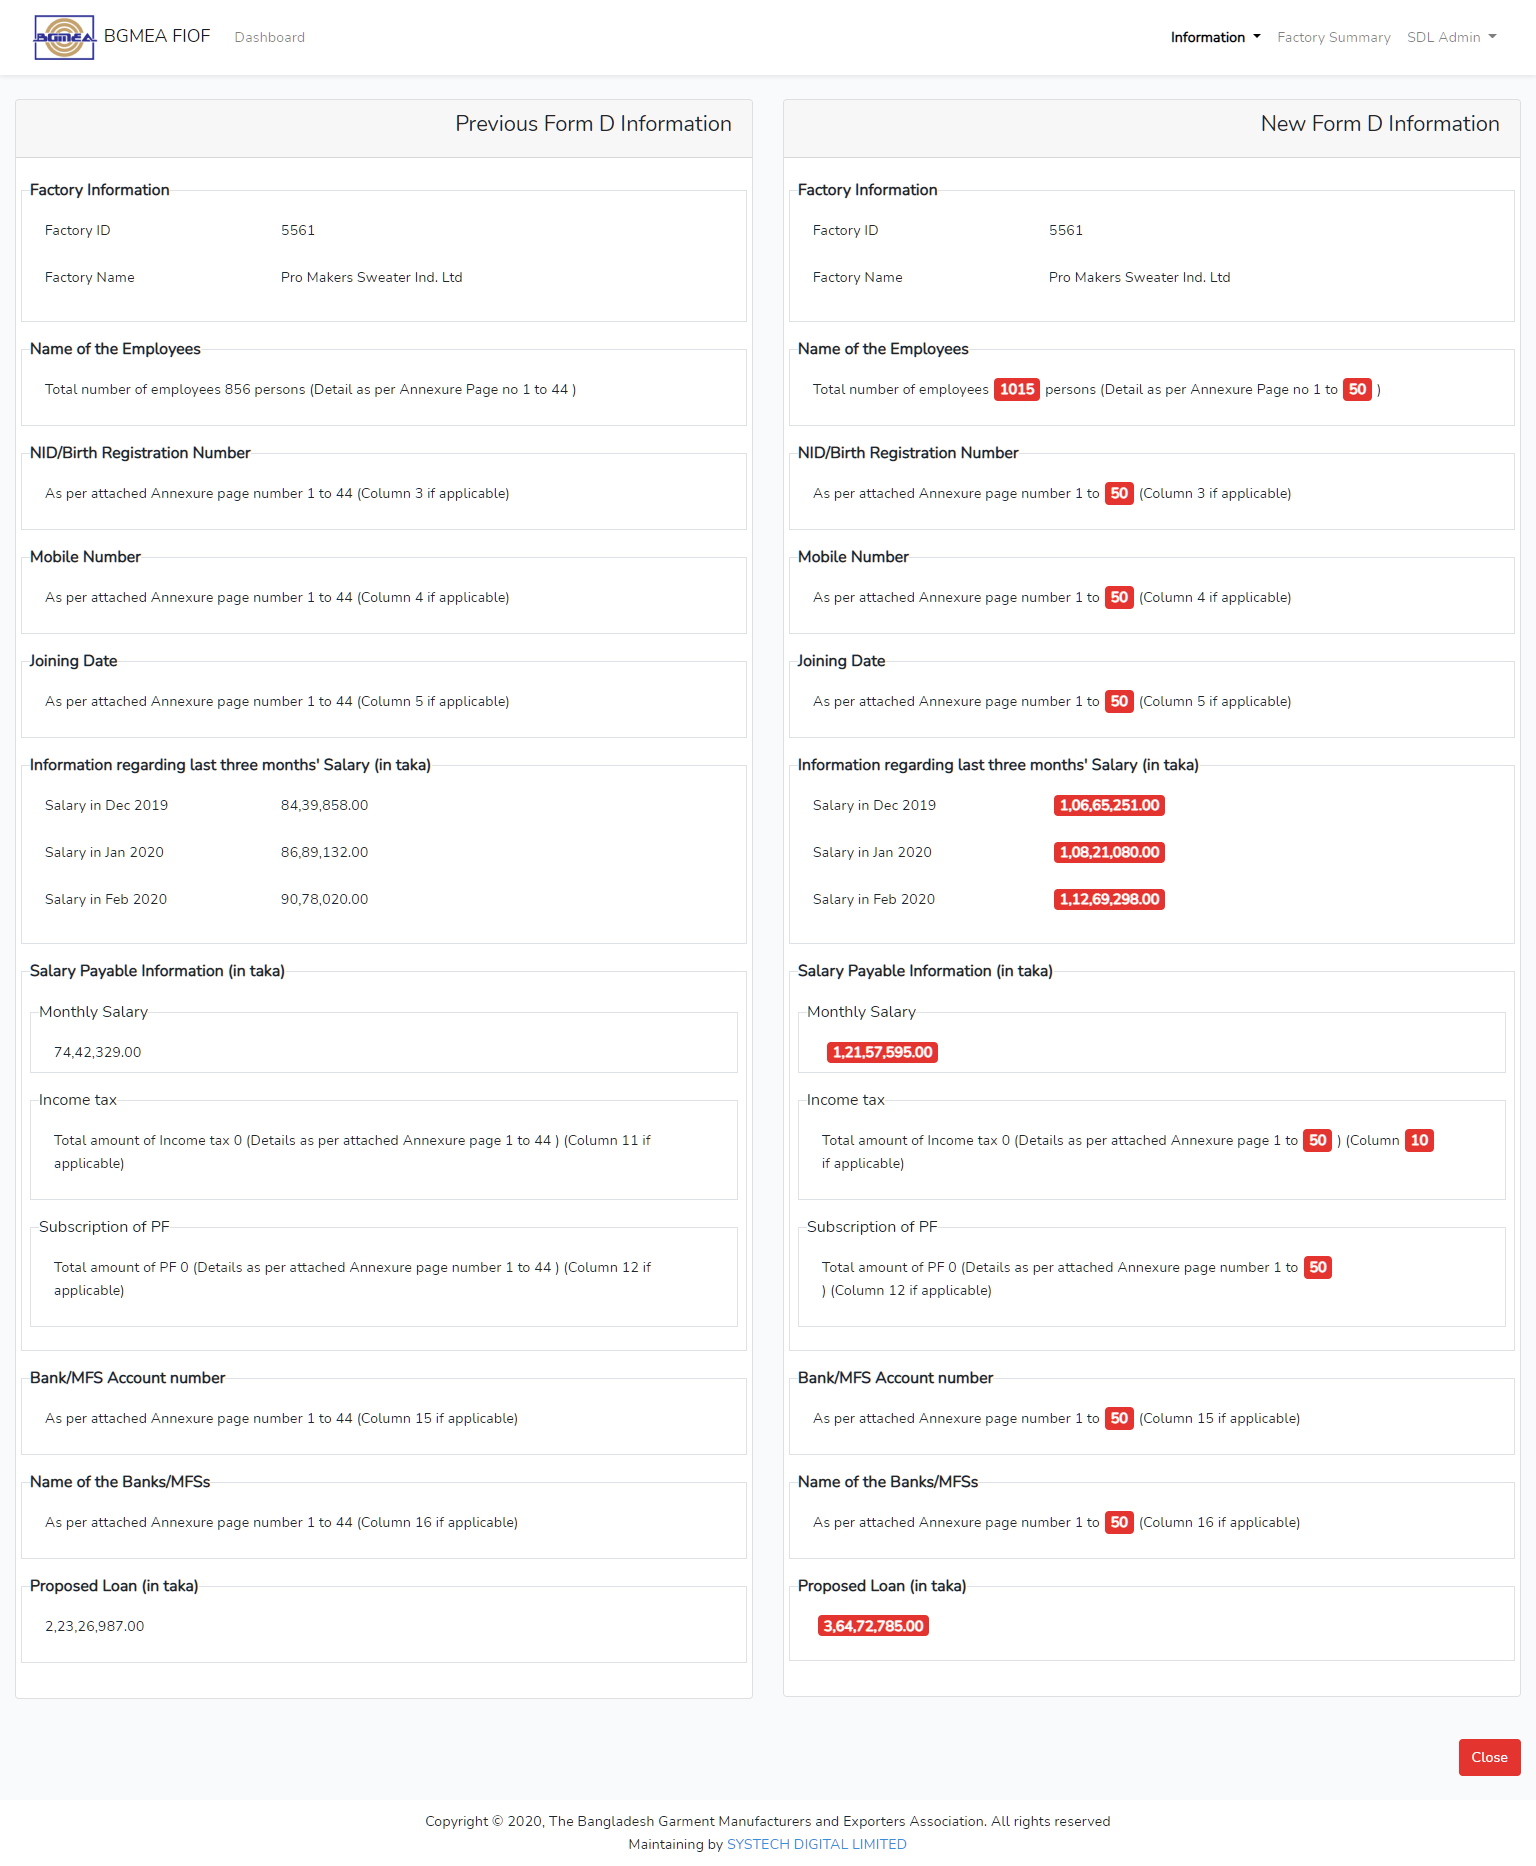 BGMEA BGMEA FIOF Dashboard Information Factory Summary SDL Admin
Previous Form D Information
Factory Information
Factory ID 5561
Factory Name Pro Makers Sweater Ind. Ltd
Name of the Employees
Total number of employees 856 persons (Detail as per Annexure Page no 1 to 44 )
NID/Birth Registration Number
As per attached Annexure page number 1 to 44 (Column 3 if applicable)
Mobile Number
As per attached Annexure page number 1 to 44 (Column 4 if applicable)
Joining Date
As per attached Annexure page number 1 to 44 (Column 5 if applicable)
Information regarding last three months' Salary (in taka)
Salary in Dec 2019 84,39,858.00
Salary in Jan 2020 86,89,132.00
Salary in Feb 2020 90,78,020.00
Salary Payable Information (in taka)
Monthly Salary
74,42,329.00
Income tax
Total amount of Income tax 0 (Details as per attached Annexure page 1 to 44 ) (Column 11 if
applicable)
Subscription of PF
Total amount of PF 0 (Details as per attached Annexure page number 1 to 44 ) (Column 12 if
applicable)
Bank/MFS Account number
As per attached Annexure page number 1 to 44 (Column 15 if applicable)
Name of the Banks/MFSs
As per attached Annexure page number 1 to 44 (Column 16 if applicable)
Proposed Loan (in taka)
2,23,26,987.00
New Form D Information
Factory Information
Factory ID 5561
Factory Name Pro Makers Sweater Ind. Ltd
Name of the Employees
Total number of employees 1015 persons (Detail as per Annexure Page no 1 to 50 )
NID/Birth Registration Number
As per attached Annexure page number 1 to 50 (Column 3 if applicable)
Mobile Number
As per attached Annexure page number 1 to 50 (Column 4 if applicable)
Joining Date
As per attached Annexure page number 1 to 50 (Column 5 if applicable)
Information regarding last three months' Salary (in taka)
Salary in Dec 2019 1,06,65,251.00
Salary in Jan 2020 1,08,21,080.00
Salary in Feb 2020 1,12,69,298.00
Salary Payable Information (in taka)
Monthly Salary
1,21,57,595.00
Income tax
Total amount of Income tax 0 (Details as per attached Annexure page 1 to 50 ) (Column 10
if applicable)
Subscription of PF
Total amount of PF 0 (Details as per attached Annexure page number 1 to 50
) (Column 12 if applicable)
Bank/MFS Account number
As per attached Annexure page number 1 to 50 (Column 15 if applicable)
Name of the Banks/MFSs
As per attached Annexure page number 1 to 50 (Column 16 if applicable)
Proposed Loan (in taka)
3,64,72,785.00
Close
Copyright © 2020, The Bangladesh Garment Manufacturers and Exporters Association. All rights reserved
Maintaining by SYSTECH DIGITAL LIMITED